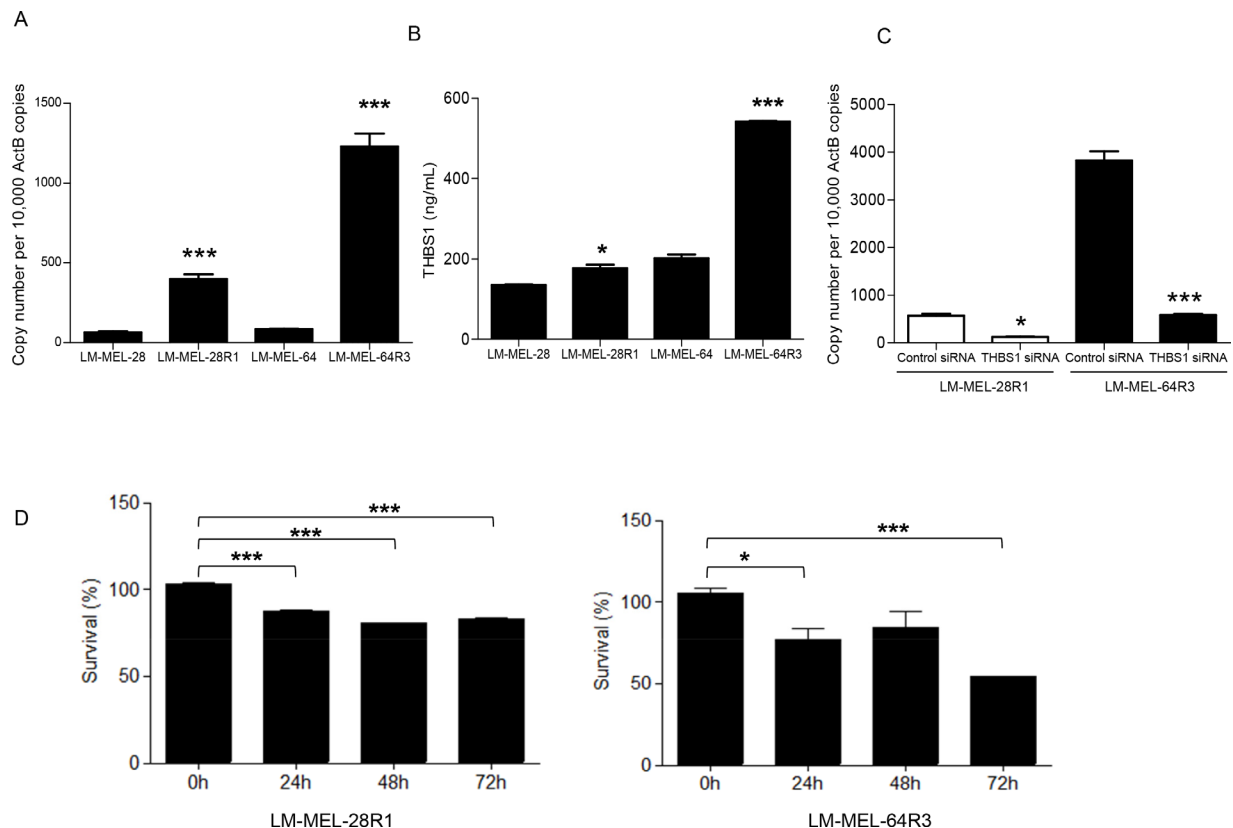 A
B
C
Copy number per 10,000 ActB copies
1500
1000
500
0
***
***
LM-MEL-28
LM-MEL-28R1
LM-MEL-64
LM-MEL-64R3
THBS1 (ng/mL)
600
400
200
0
*
***
LM-MEL-28
LM-MEL-28R1
LM-MEL-64
LM-MEL-64R3
Copy number per 10,000 ActB copies
5000
4000
3000
2000
1000
0
*
***
Control siRNA
THBS1 siRNA
Control siRNA
THBS1 siRNA
LM-MEL-28R1
LM-MEL-64R3
D
Survival (%)
150
100
50
0
***
***
***
0h
24h
48h
72h
LM-MEL-28R1
Survival (%)
150
100
50
0
***
*
0h
24h
48h
72h
LM-MEL-64R3